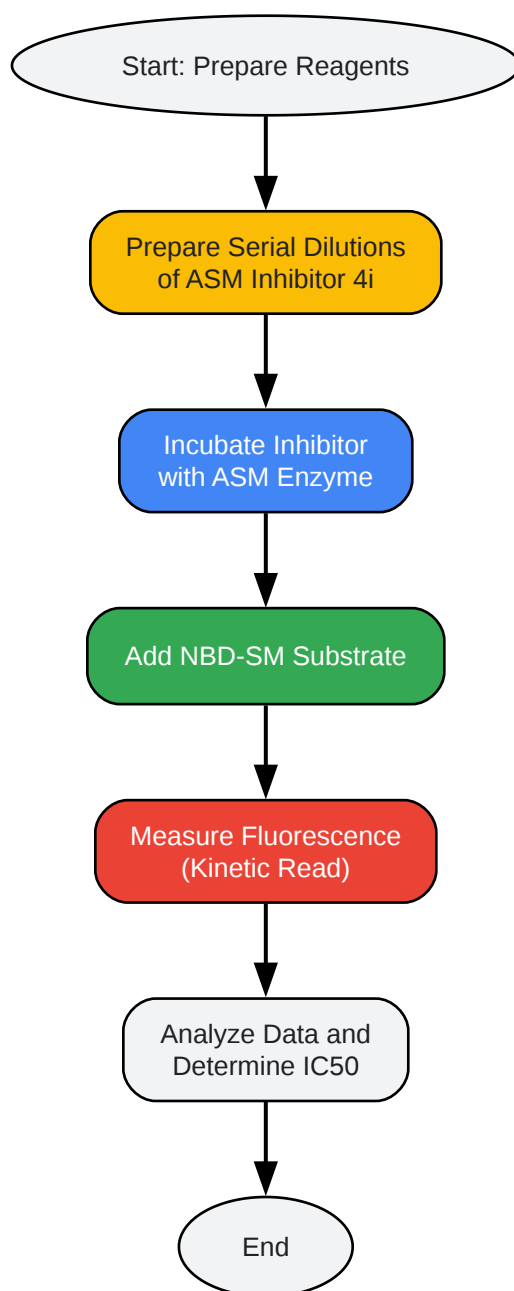 Start: Prepare Reagents
Prepare Serial Dilutions
of ASM Inhibitor 4i
Incubate Inhibitor
with ASM Enzyme
Add NBD-SM Substrate
Measure Fluorescence
(Kinetic Read)
Analyze Data and
Determine IC50
End